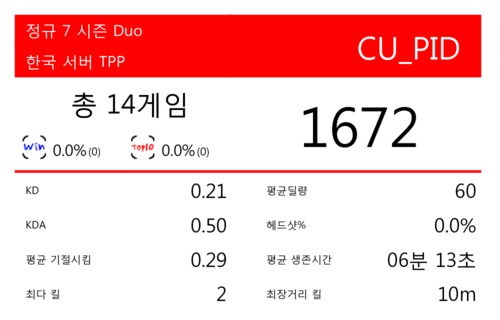 정규 7 시즌 Duo
한국 서버 TPP
CU_PID
총 14게임
Win 0.0% (0)
TOP10 0.0% (0)
1672
KD 0.21
평균딜량 60
KDA 0.50
헤드샷% 0.0%
평균 기절시킴 0.29
평균 생존시간 06분 13초
최다 킬 2
최장거리 킬 10m